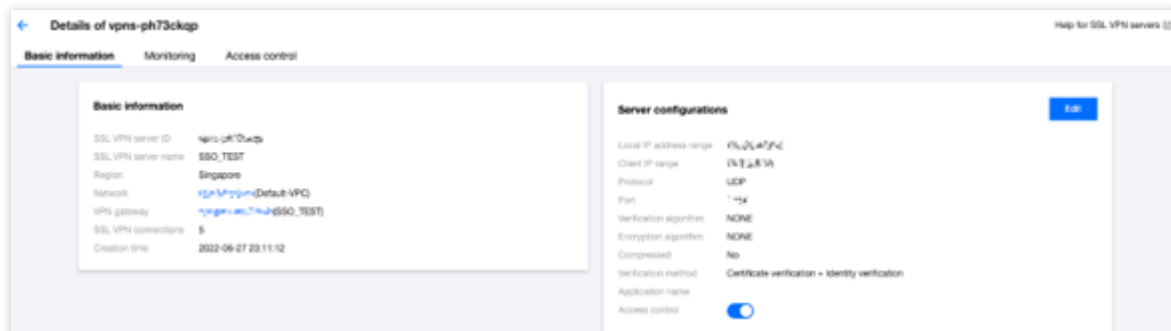 Details of vpns-ph73ckqp
Help for SSL VPN servers
Basic information Monitoring Access control
Basic information
SSL VPN server ID
SSL VPN server name SSO_TEST
Region Singapore
Network (Default-VPC)
VPN gateway (SSO_TEST)
SSL VPN connections 5
Creation time 2022-06-27 23:11:12
Server configurations
Edit
Local IP address range
Client IP range
Protocol UDP
Port
Verification algorithm NONE
Encryption algorithm NONE
Compressed No
Verification method Certificate verification + Identity verification
Application name
Access control